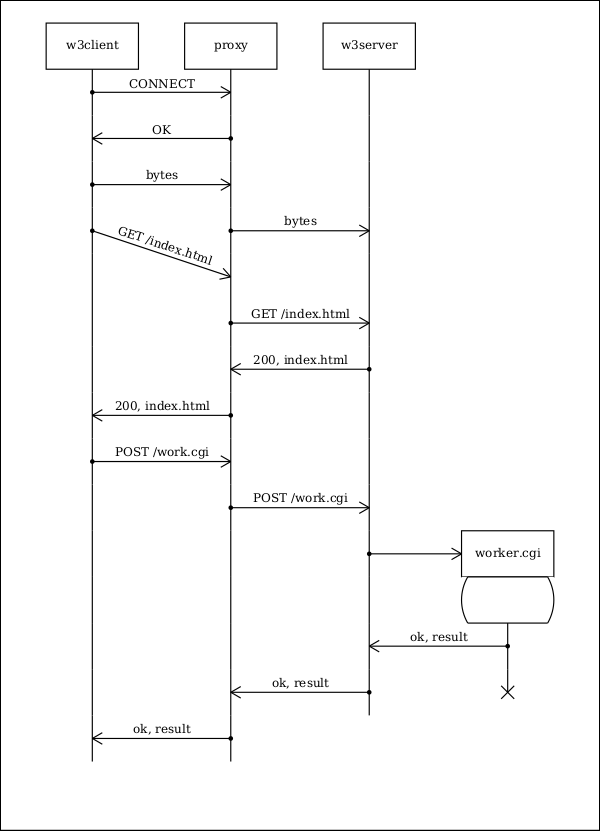 w3client
proxy
w3server
CONNECT
OK
bytes
bytes
GET /index.html
GET /index.html
200, index.html
200, index.html
POST /work.cgi
POST /work.cgi
worker.cgi
ok, result
ok, result
ok, result